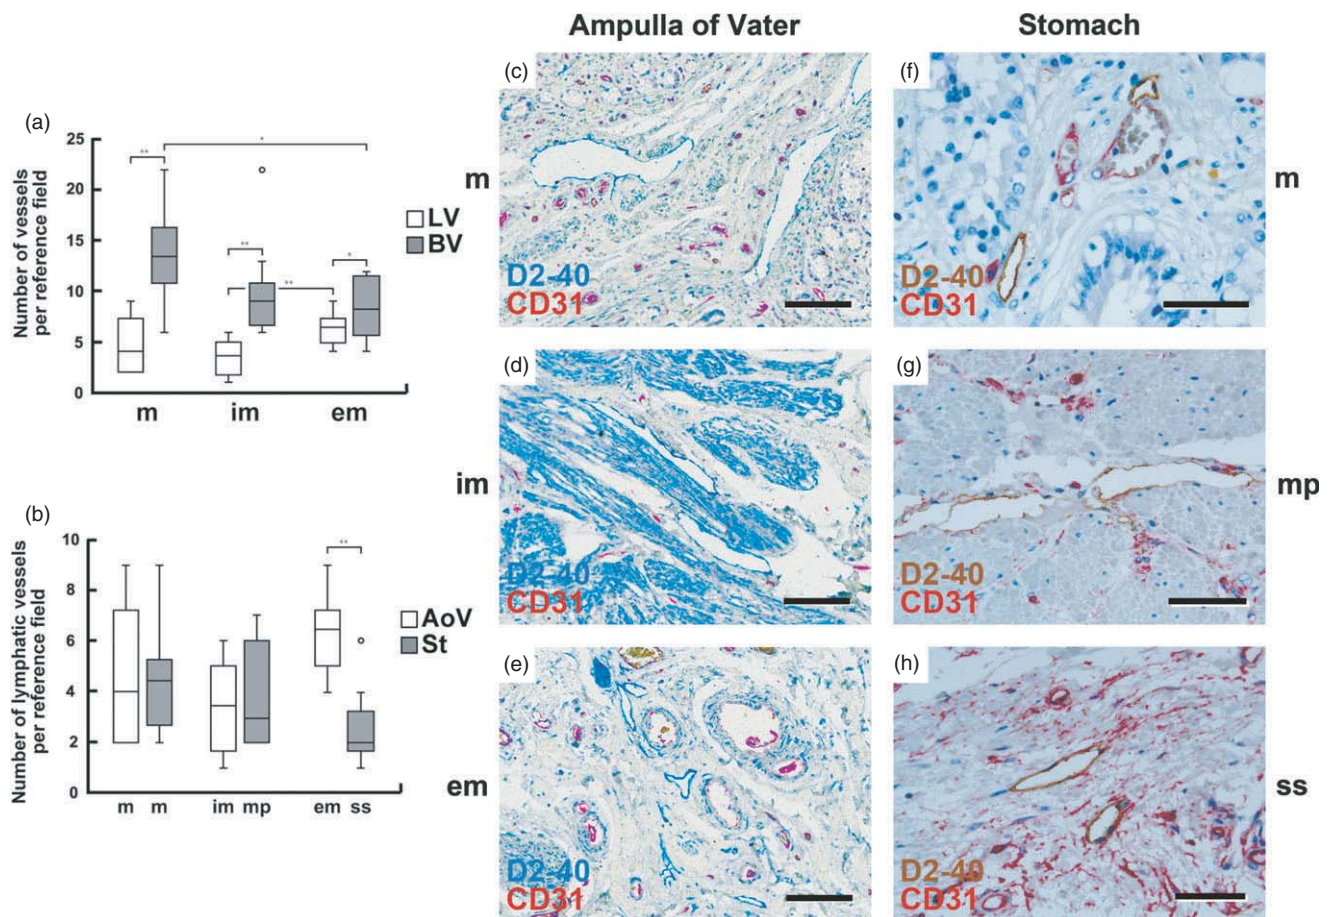 Ampulla of Vater
Stomach
(a)
Number of vessels
per reference field
25
20
15
10
5
0
**
*
**
**
*
m
im
em
LV
BV
(b)
Number of lymphatic vessels
per reference field
10
8
6
4
2
0
**
m
m
im
mp
em
ss
AoV
St
(c)
m
D2-40
CD31
(f)
m
D2-40
CD31
(d)
im
D2-40
CD31
(g)
mp
D2-40
CD31
(e)
em
D2-40
CD31
(h)
ss
D2-40
CD31